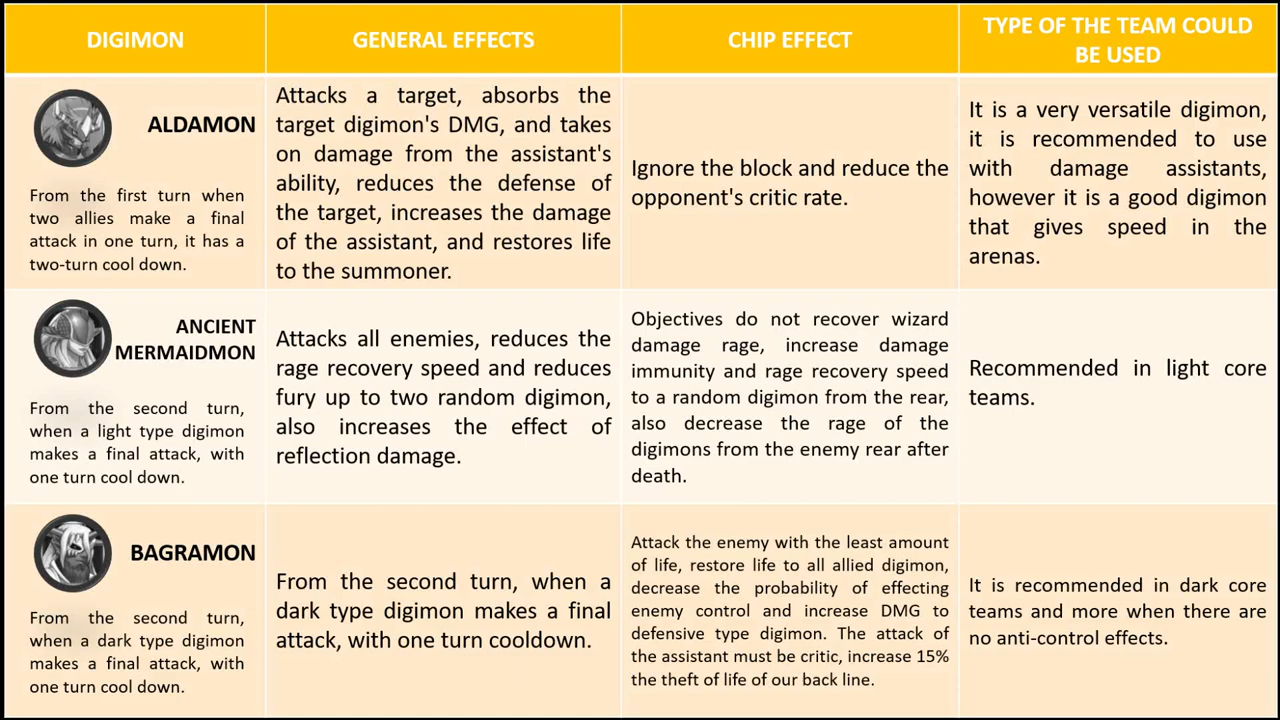 DIGIMON
GENERAL EFFECTS
CHIP EFFECT
TYPE OF THE TEAM COULD
BE USED
ALDAMON
From the first turn when
two allies make a final
attack in one turn, it has a
two-turn cool down.
Attacks a target, absorbs the
target digimon's DMG, and takes
on damage from the assistant's
ability, reduces the defense of
the target, increases the damage
of the assistant, and restores life
to the summoner.
Ignore the block and reduce the
opponent's critic rate.
It is a very versatile digimon,
it is recommended to use
with damage assistants,
however it is a good digimon
that gives speed in the
arenas.
ANCIENT
MERMAIDMON
From the second turn,
when a light type digimon
makes a final attack, with
one turn cool down.
Attacks all enemies, reduces the
rage recovery speed and reduces
fury up to two random digimon,
also increases the effect of
reflection damage.
Objectives do not recover wizard
damage rage, increase damage
immunity and rage recovery speed
to a random digimon from the rear,
also decrease the rage of the
digimons from the enemy rear after
death.
Recommended in light core
teams.
BAGRAMON
From the second turn,
when a dark type digimon
makes a final attack, with
one turn cool down.
From the second turn, when a
dark type digimon makes a final
attack, with one turn cooldown.
Attack the enemy with the least amount
of life, restore life to all allied digimon,
decrease the probability of effecting
enemy control and increase DMG to
defensive type digimon. The attack of
the assistant must be critic, increase 15%
the theft of life of our back line.
It is recommended in dark core
teams and more when there are
no anti-control effects.